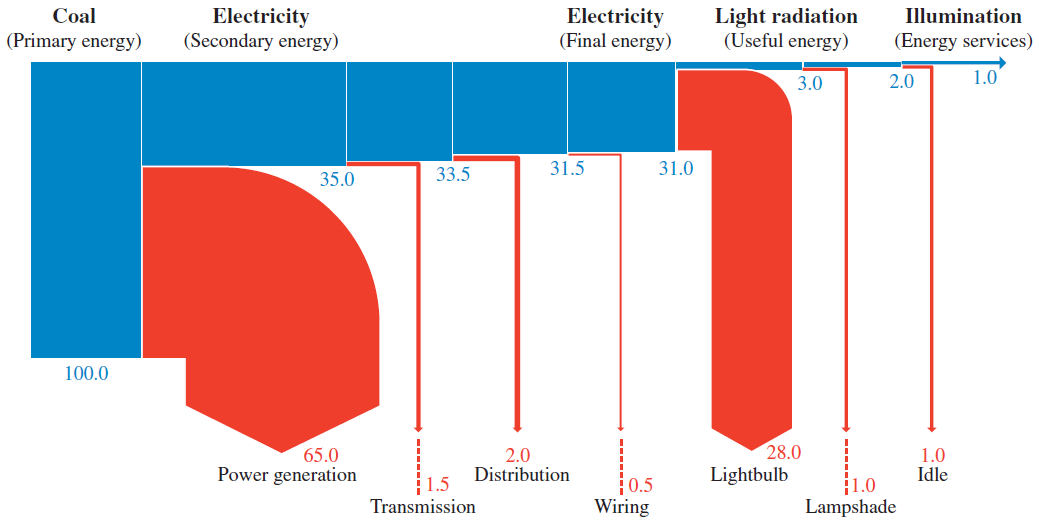 Coal
(Primary energy)
Electricity
(Secondary energy)
Electricity
(Final energy)
Light radiation
(Useful energy)
Illumination
(Energy services)
100.0
35.0
33.5
31.5
31.0
3.0
2.0
1.0
65.0
Power generation
1.5
Transmission
2.0
Distribution
0.5
Wiring
28.0
Lightbulb
1.0
Lampshade
1.0
Idle